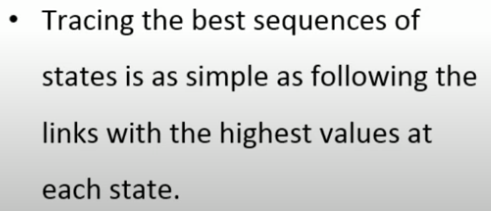 • Tracing the best sequences of
states is as simple as following the
links with the highest values at
each state.